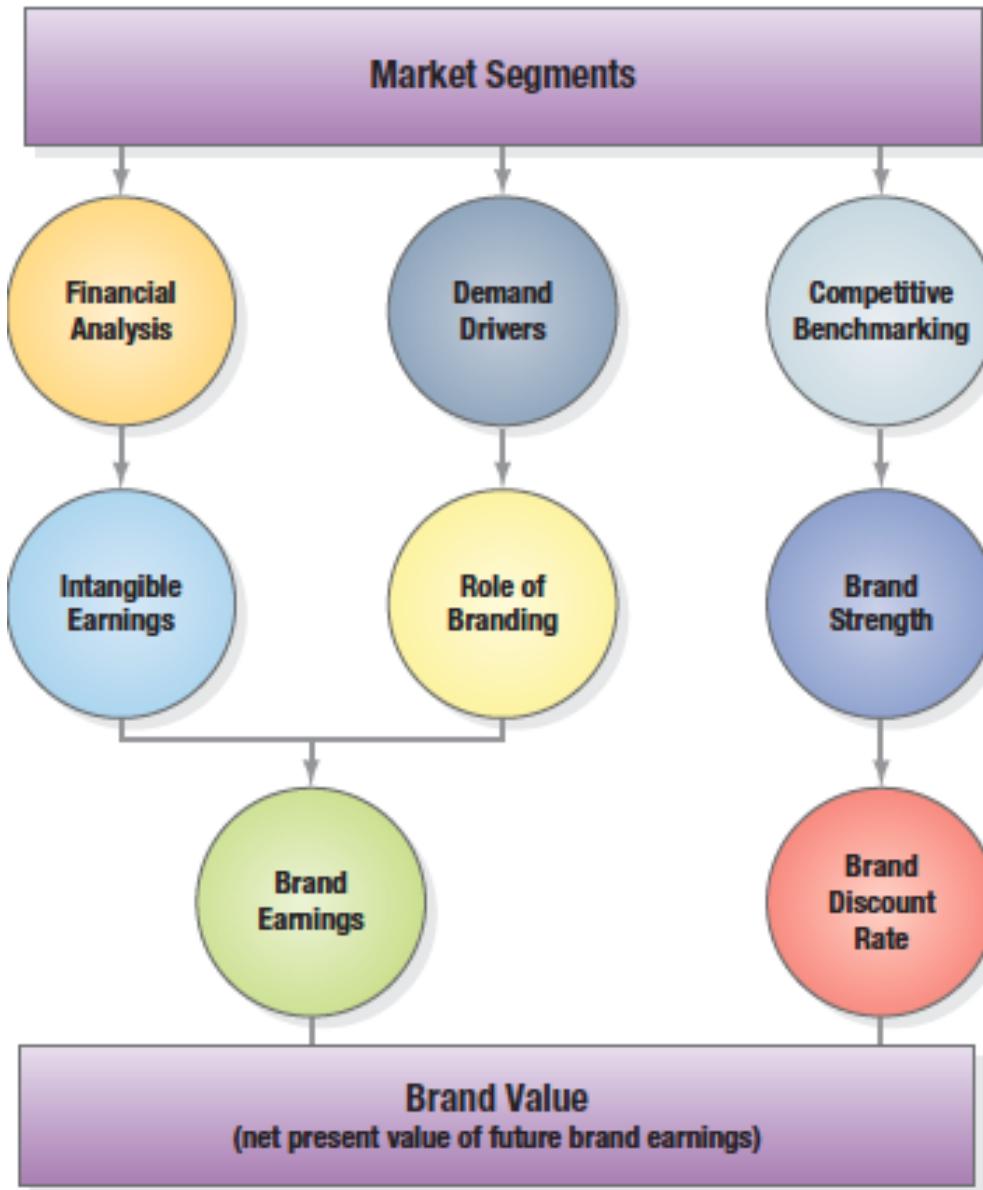 Market Segments
Financial
Analysis
Demand
Drivers
Competitive
Benchmarking
Intangible
Earnings
Role of
Branding
Brand
Strength
Brand
Earnings
Brand
Discount
Rate
Brand Value
(net present value of future brand earnings)